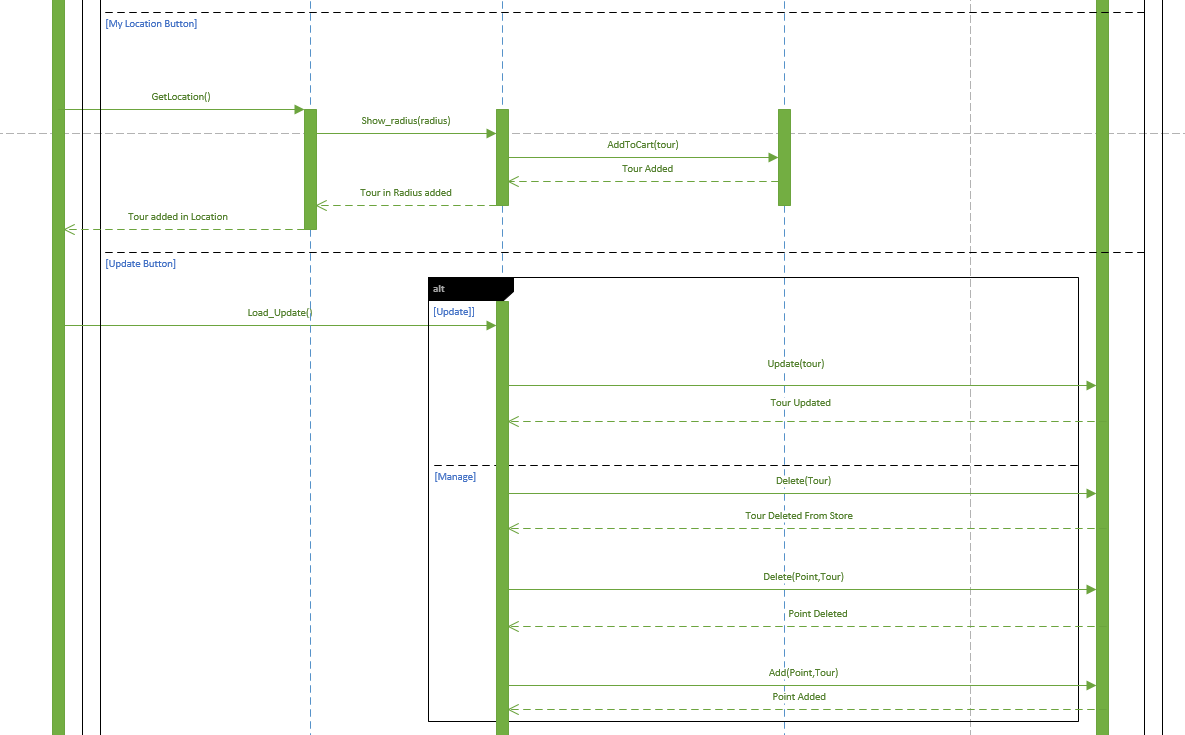 [My Location Button]
GetLocation()
Show_radius(radius)
AddToCart(tour)
Tour Added
Tour in Radius added
Tour added in Location
[Update Button]
alt
[Update]]
Load_Update()
Update(tour)
Tour Updated
[Manage]
Delete(Tour)
Tour Deleted From Store
Delete(Point,Tour)
Point Deleted
Add(Point,Tour)
Point Added